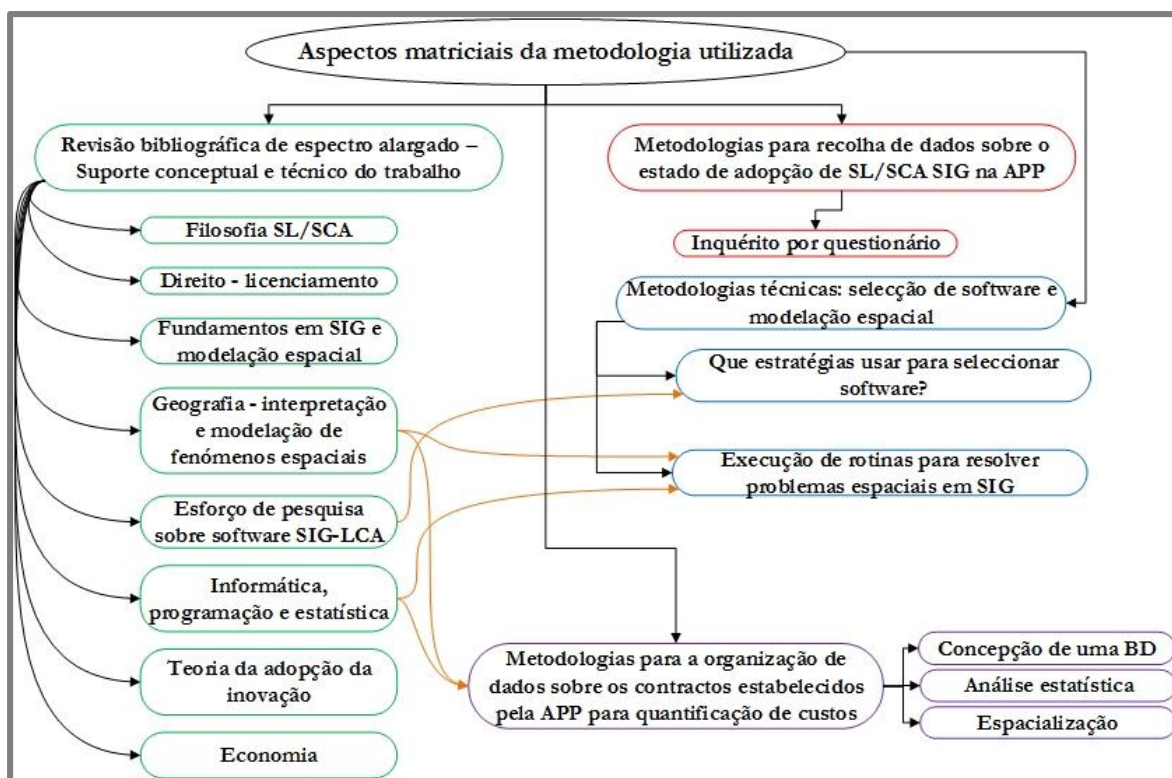 Aspectos matriciais da metodologia utilizada
Revisão bibliográfica de espectro alargado –
Suporte conceptual e técnico do trabalho
Filosofia SL/SCA
Direito - licenciamento
Fundamentos em SIG e
modelação espacial
Geografia - interpretação
e modelação de
fenómenos espaciais
Esforço de pesquisa
sobre software SIG-LCA
Informática,
programação e estatística
Teoria da adopção da
inovação
Economia
Metodologias para recolha de dados sobre o
estado de adopção de SL/SCA SIG na APP
Inquérito por questionário
Metodologias técnicas: selecção de software e
modelação espacial
Que estratégias usar para seleccionar
software?
Execução de rotinas para resolver
problemas espaciais em SIG
Metodologias para a organização de
dados sobre os contractos estabelecidos
pela APP para quantificação de custos
Concepção de uma BD
Análise estatística
Espacialização